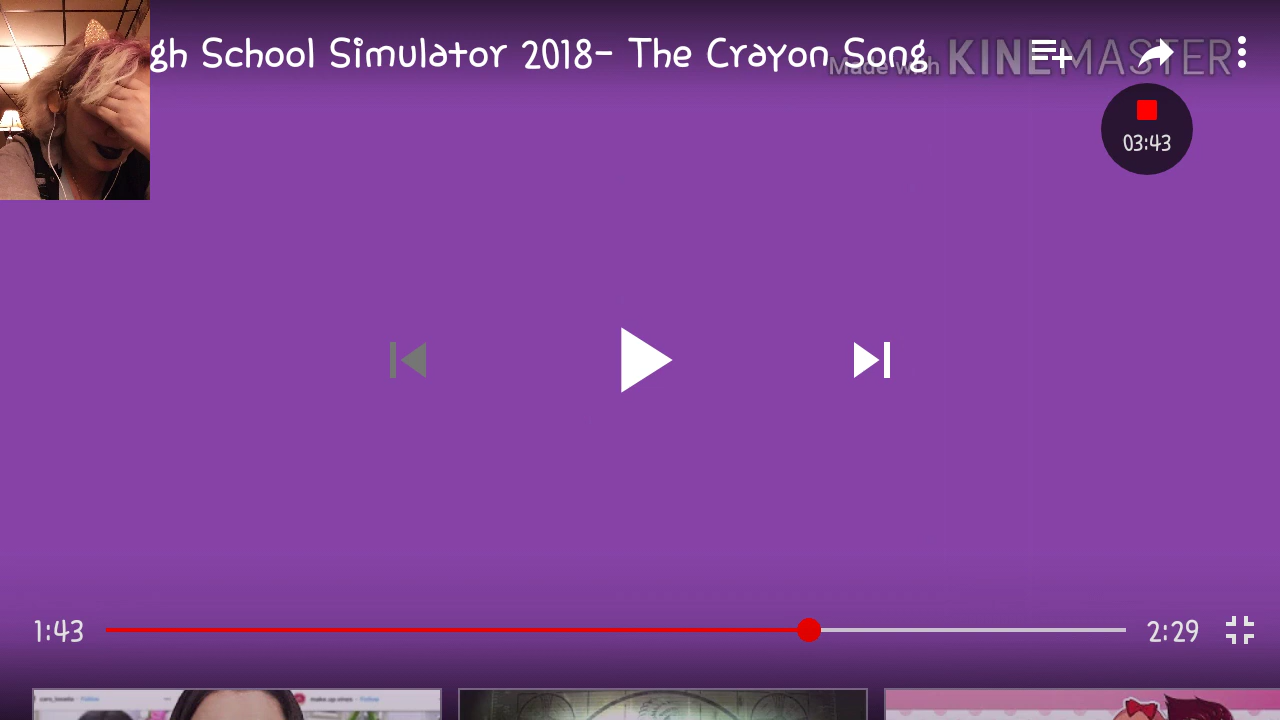 gh School Simulator 2018- The Crayon Song
Made with KINEMASTER
03:43
1:43
2:29